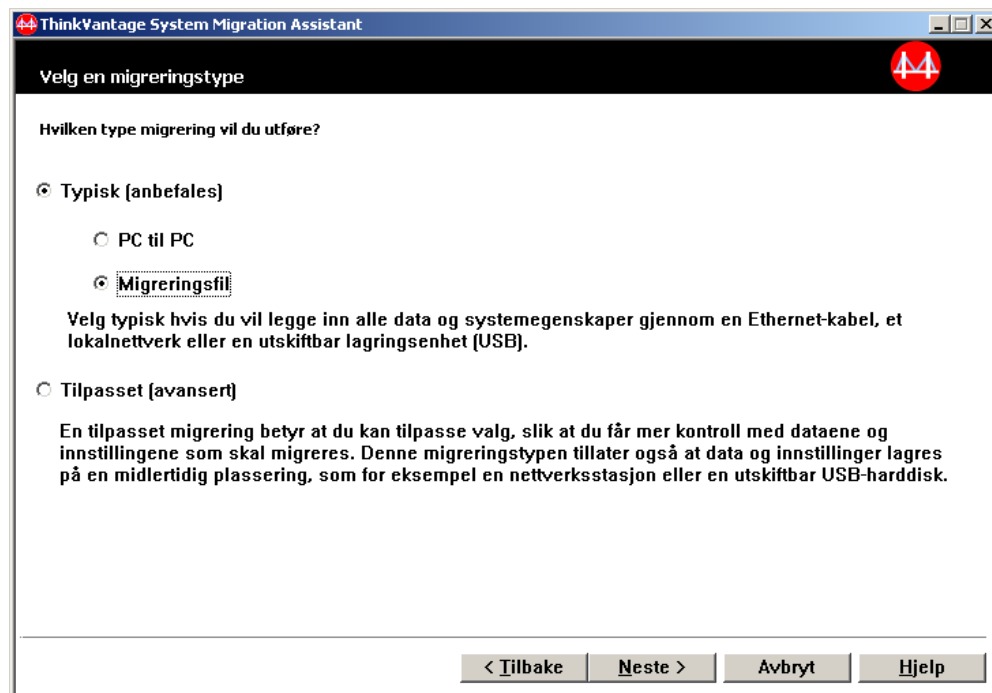 ThinkVantage System Migration Assistant
Velg en migreringstype
Hvilken type migrering vil du utføre?
Typisk (anbefales)
PC til PC
Migreringsfil
Velg typisk hvis du vil legge inn alle data og systemegenskaper gjennom en Ethernet-kabel, et
lokalnettverk eller en utskiftbar lagringsenhet (USB).
Tilpasset (avansert)
En tilpasset migrering betyr at du kan tilpasse valg, slik at du får mer kontroll med dataene og
innstillingene som skal migreres. Denne migreringstypen tillater også at data og innstillinger lagres
på en midlertidig plassering, som for eksempel en nettverksstasjon eller en utskiftbar USB-harddisk.
< Tilbake Neste > Avbryt Hjelp